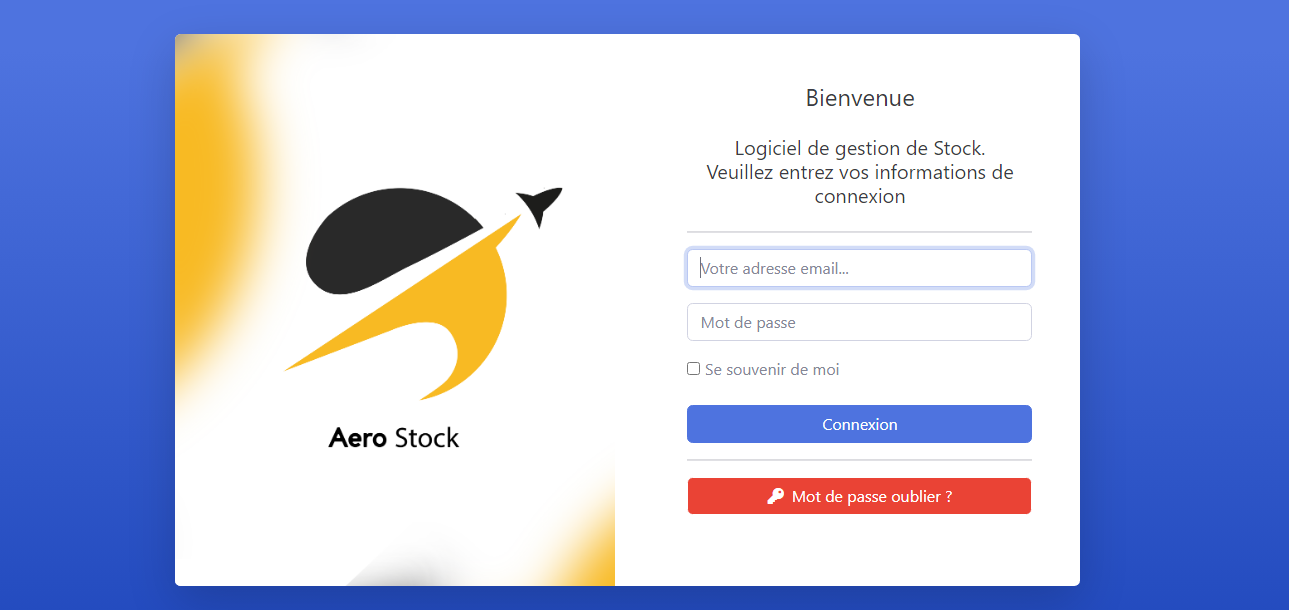 Aero Stock
Bienvenue
Logiciel de gestion de Stock.
Veuillez entrez vos informations de
connexion
Votre adresse email...
Mot de passe
Se souvenir de moi
Connexion
Mot de passe oublier ?